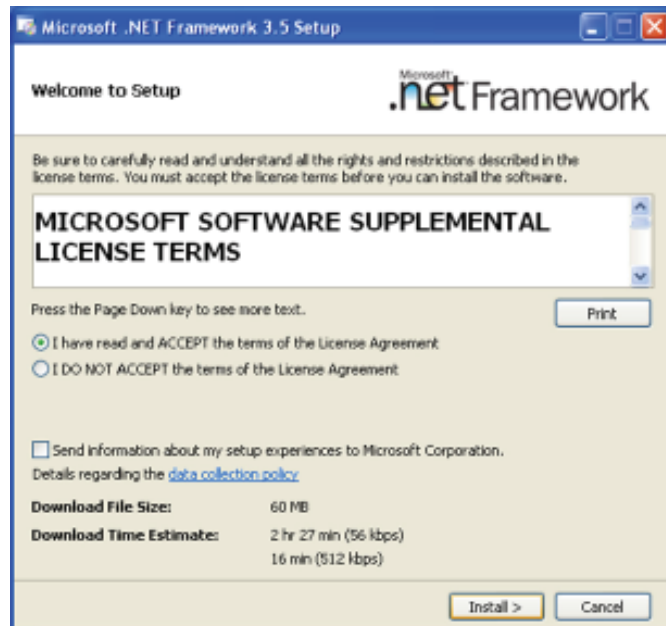 Microsoft .NET Framework 3.5 Setup
Welcome to Setup
Microsoft
.net Framework
Be sure to carefully read and understand all the rights and restrictions described in the
license terms. You must accept the license terms before you can install the software.
MICROSOFT SOFTWARE SUPPLEMENTAL
LICENSE TERMS
Press the Page Down key to see more text.
Print
I have read and ACCEPT the terms of the License Agreement
I DO NOT ACCEPT the terms of the License Agreement
Send information about my setup experiences to Microsoft Corporation.
Details regarding the data collection policy
Download File Size: 60 MB
Download Time Estimate: 2 hr 27 min (56 kbps)
16 min (512 kbps)
Install > Cancel